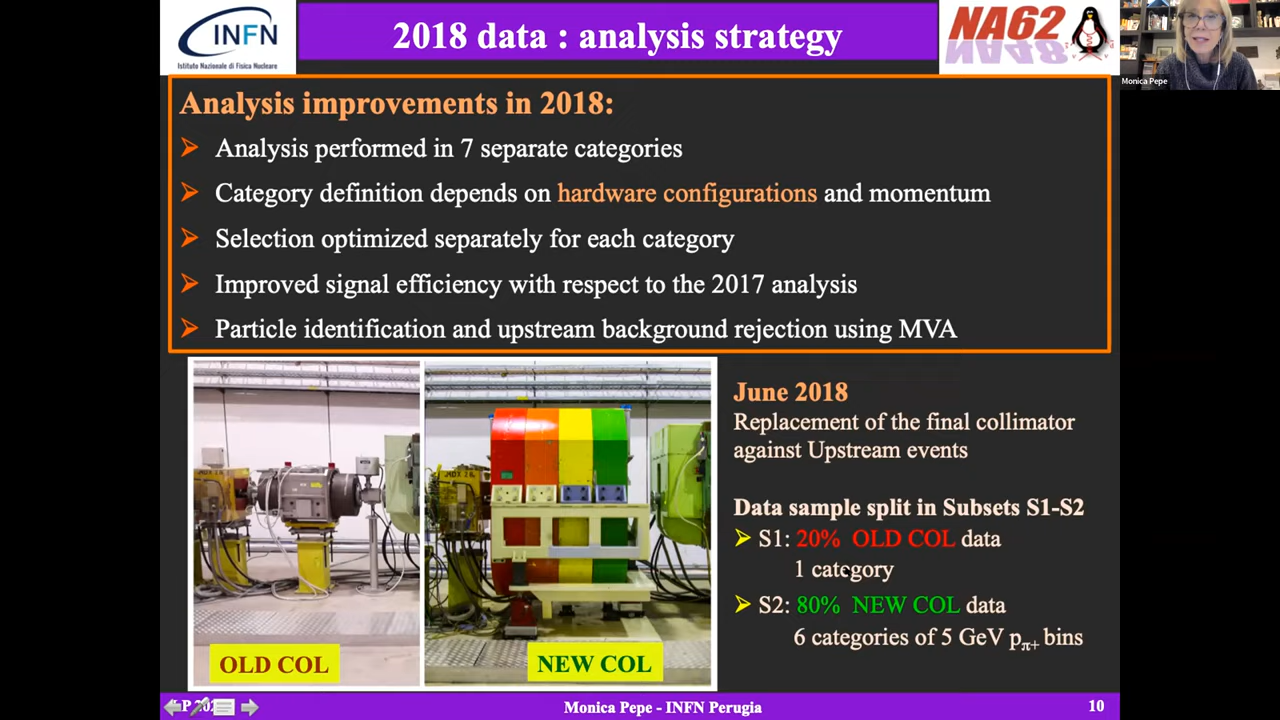 INFN
Istituto Nazionale di Fisica Nucleare
2018 data : analysis strategy
NA62
NA48
Monica Pepe
Analysis improvements in 2018:
Analysis performed in 7 separate categories
Category definition depends on hardware configurations and momentum
Selection optimized separately for each category
Improved signal efficiency with respect to the 2017 analysis
Particle identification and upstream background rejection using MVA
OLD COL
NEW COL
June 2018
Replacement of the final collimator
against Upstream events
Data sample split in Subsets S1-S2
S1: 20% OLD COL data
1 category
S2: 80% NEW COL data
6 categories of 5 GeV pπ+ bins
Monica Pepe - INFN Perugia
10